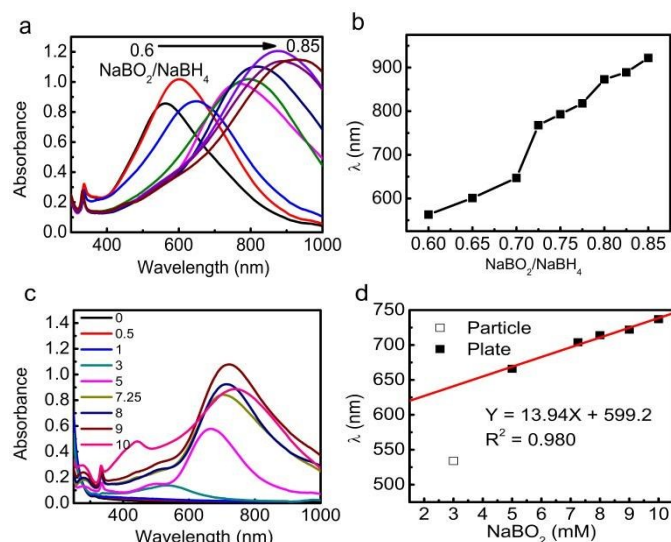 a
0.6
0.85
NaBO₂/NaBH₄
1.2
1.0
0.8
0.6
0.4
0.2
0.0
Absorbance
400 600 800 1000
Wavelength (nm)
b
900
800
700
600
λ (nm)
0.60 0.65 0.70 0.75 0.80 0.85
NaBO₂/NaBH₄
c
0
0.5
1
3
5
7.25
8
9
10
1.4
1.2
1.0
0.8
0.6
0.4
0.2
0.0
Absorbance
400 600 800 1000
Wavelength (nm)
d
Particle
Plate
Y = 13.94X + 599.2
R² = 0.980
750
700
650
600
550
500
λ (nm)
2 3 4 5 6 7 8 9 10
NaBO₂ (mM)